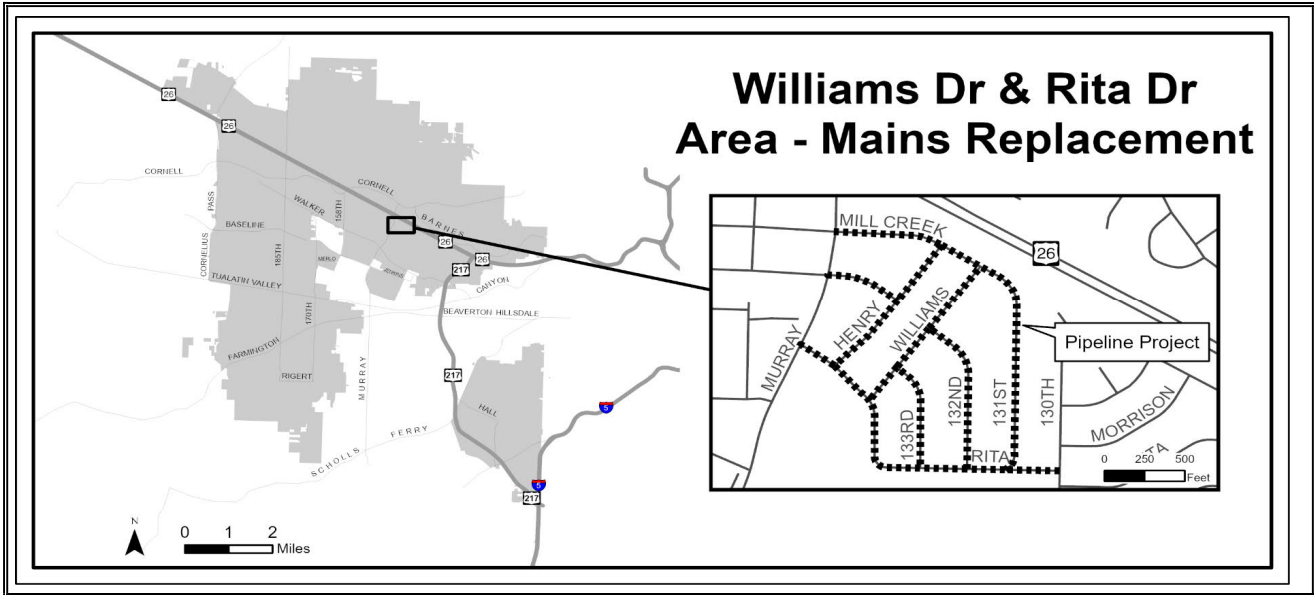 Williams Dr & Rita Dr
Area - Mains Replacement
26
26
CORNELL
CORNELL
PASS
WALKER
158TH
BARNES
BASELINE
26
CORNELIUS
185TH
MERLO
26
217
JENKINS
TUALATIN VALLEY
CANYON
170TH
BEAVERTON HILLSDALE
FARMINGTON
MURRAY
RIGERT
217
HALL
5
SCHOLLS FERRY
5
217
N
0 1 2
Miles
MILL CREEK
26
HENRY
WILLIAMS
Pipeline Project
MURRAY
133RD
132ND
131ST
130TH
MORRISON
RITA
TA
0 250 500
Feet